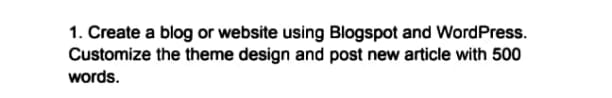 1. Create a blog or website using Blogspot and WordPress.
Customize the theme design and post new article with 500
words.